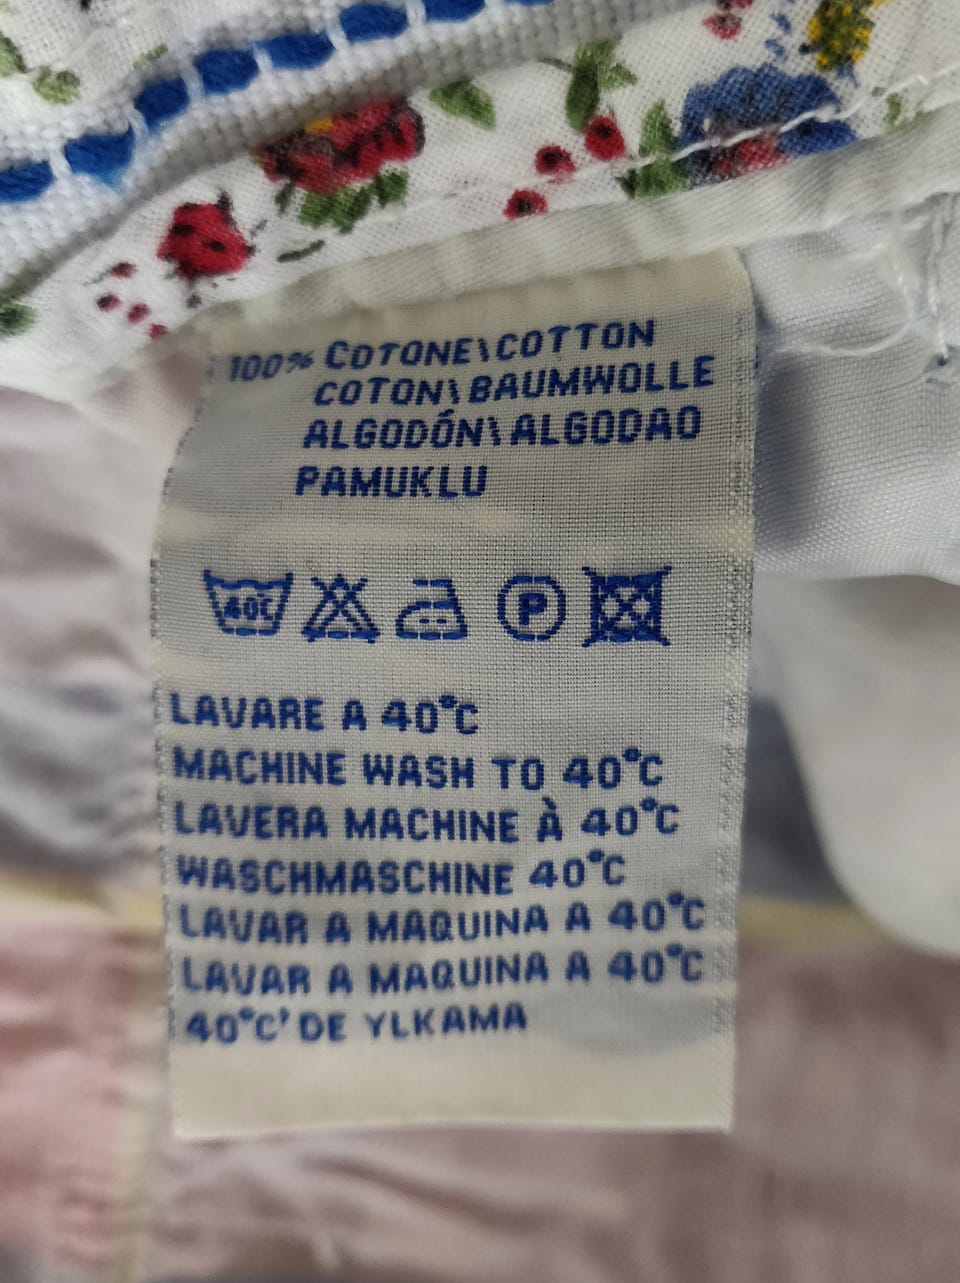 100% COTONE\COTTON
COTON\BAUMWOLLE
ALGODÓN\ALGODAO
PAMUKLU
40C P
LAVARE A 40°C
MACHINE WASH TO 40°C
LAVERA MACHINE À 40°C
WASCHMASCHINE 40°C
LAVAR A MAQUINA A 40°C
LAVAR A MAQUINA A 40°C
40°C' DE YLKAMA